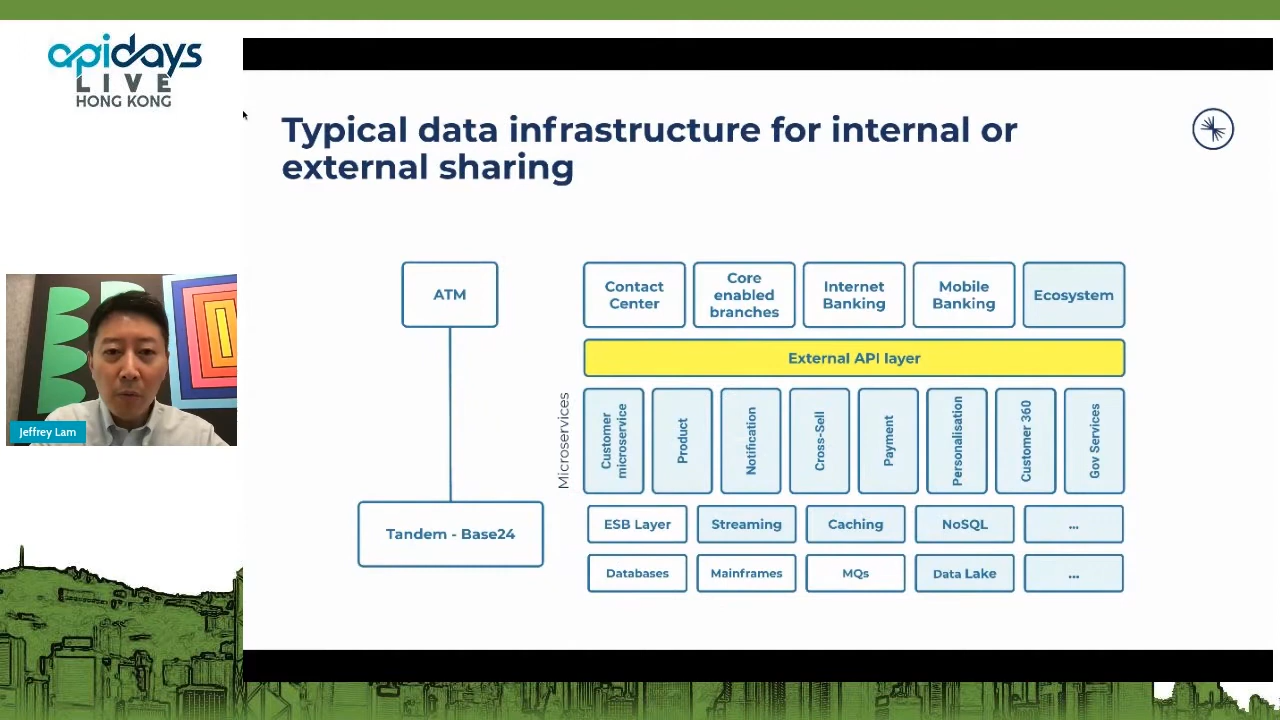 apidays
LIVE
HONG KONG
Typical data infrastructure for internal or
external sharing
ATM
Tandem - Base24
Contact
Center
Core
enabled
branches
Internet
Banking
Mobile
Banking
Ecosystem
External API layer
Microservices
Customer
microservice
Product
Notification
Cross-Sell
Payment
Personalisation
Customer 360
Gov Services
ESB Layer
Streaming
Caching
NoSQL
...
Databases
Mainframes
MQs
Data Lake
...
Jeffrey Lam